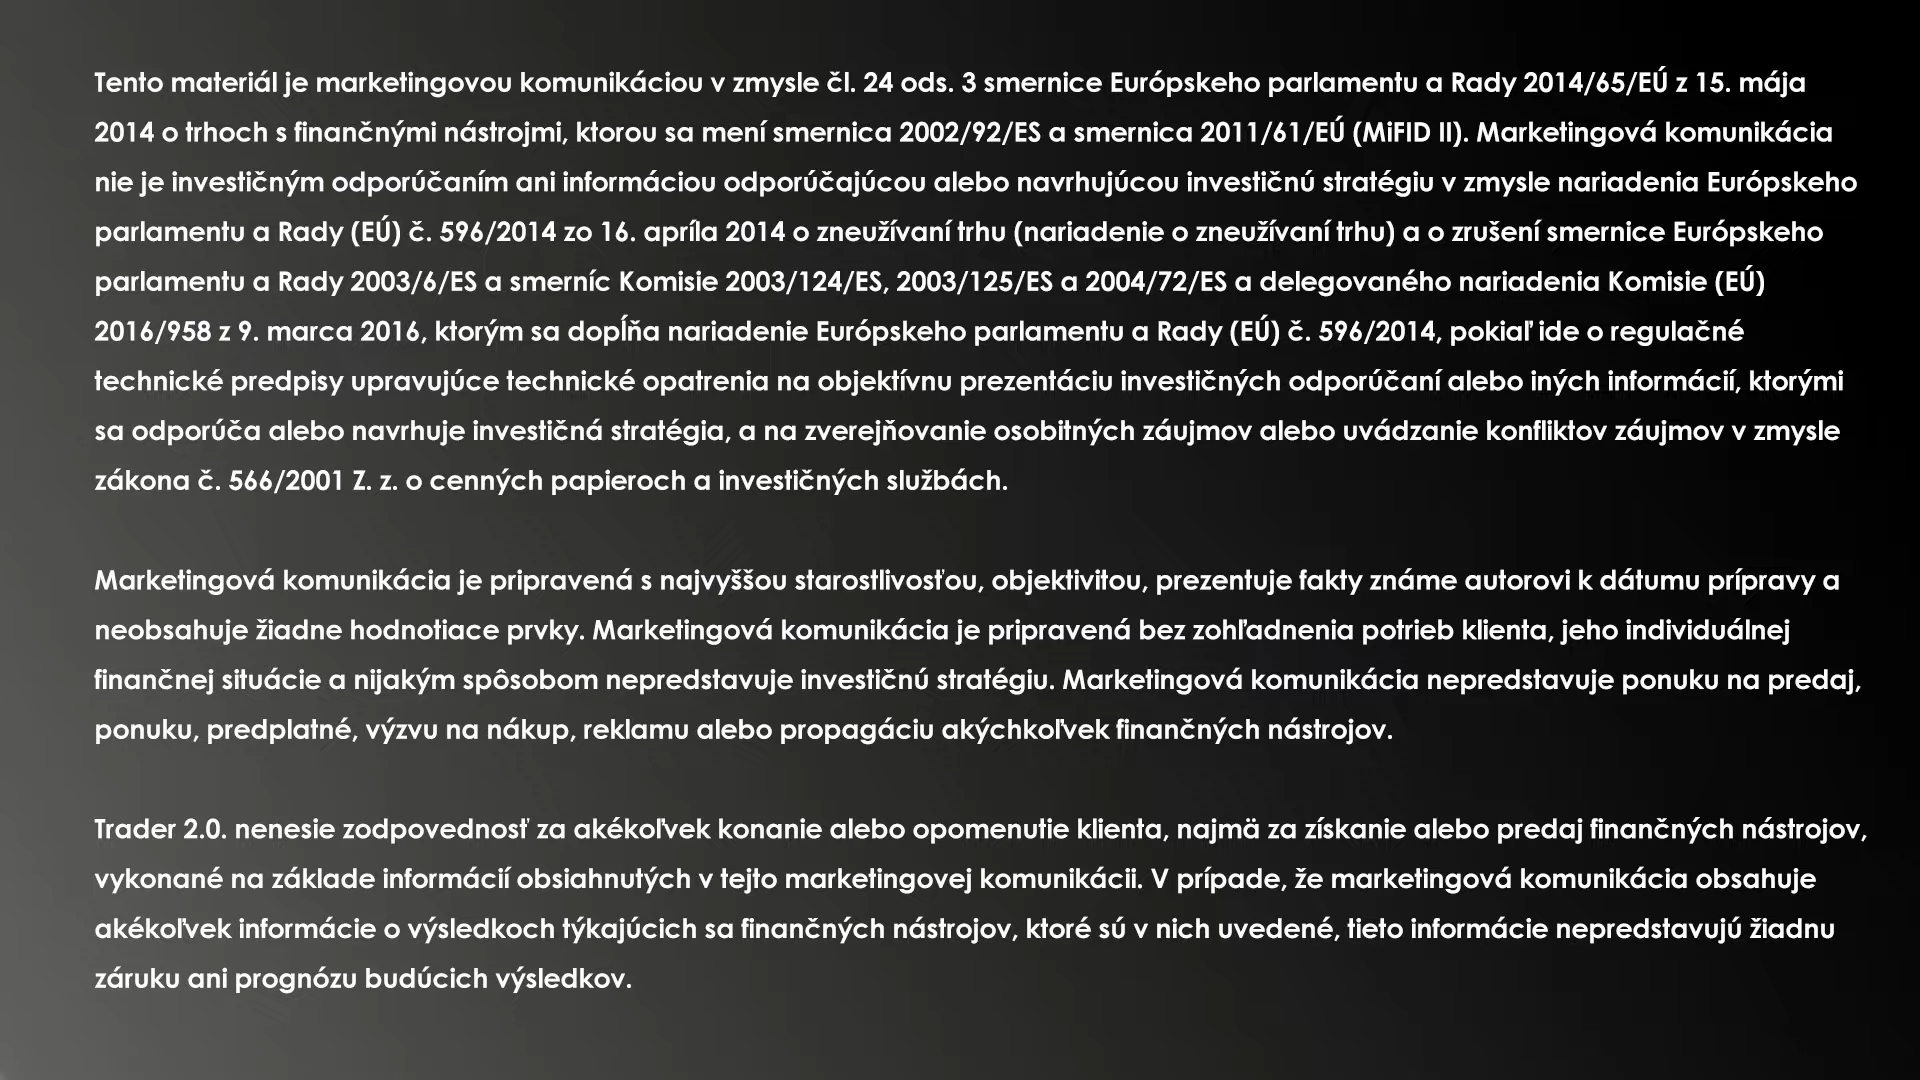 Tento materiál je marketingovou komunikáciou v zmysle čl. 24 ods. 3 smernice Európskeho parlamentu a Rady 2014/65/EÚ z 15. mája
2014 o trhoch s finančnými nástrojmi, ktorou sa mení smernica 2002/92/ES a smernica 2011/61/EÚ (MiFID II). Marketingová komunikácia
nie je investičným odporúčaním ani informáciou odporúčajúcou alebo navrhujúcou investičnú stratégiu v zmysle nariadenia Európskeho
parlamentu a Rady (EÚ) č. 596/2014 zo 16. apríla 2014 o zneužívaní trhu (nariadenie o zneužívaní trhu) a o zrušení smernice Európskeho
parlamentu a Rady 2003/6/ES a smerníc Komisie 2003/124/ES, 2003/125/ES a 2004/72/ES a delegovaného nariadenia Komisie (EÚ)
2016/958 z 9. marca 2016, ktorým sa dopĺňa nariadenie Európskeho parlamentu a Rady (EÚ) č. 596/2014, pokiaľ ide o regulačné
technické predpisy upravujúce technické opatrenia na objektívnu prezentáciu investičných odporúčaní alebo iných informácií, ktorými
sa odporúča alebo navrhuje investičná stratégia, a na zverejňovanie osobitných záujmov alebo uvádzanie konfliktov záujmov v zmysle
zákona č. 566/2001 Z. z. o cenných papieroch a investičných službách.
Marketingová komunikácia je pripravená s najvyššou starostlivosťou, objektivitou, prezentuje fakty známe autorovi k dátumu prípravy a
neobsahuje žiadne hodnotiace prvky. Marketingová komunikácia je pripravená bez zohľadnenia potrieb klienta, jeho individuálnej
finančnej situácie a nijakým spôsobom nepredstavuje investičnú stratégiu. Marketingová komunikácia nepredstavuje ponuku na predaj,
ponuku, predplatné, výzvu na nákup, reklamu alebo propagáciu akýchkoľvek finančných nástrojov.
Trader 2.0. nenesie zodpovednosť za akékoľvek konanie alebo opomenutie klienta, najmä za získanie alebo predaj finančných nástrojov,
vykonané na základe informácií obsiahnutých v tejto marketingovej komunikácii. V prípade, že marketingová komunikácia obsahuje
akékoľvek informácie o výsledkoch týkajúcich sa finančných nástrojov, ktoré sú v nich uvedené, tieto informácie nepredstavujú žiadnu
záruku ani prognózu budúcich výsledkov.